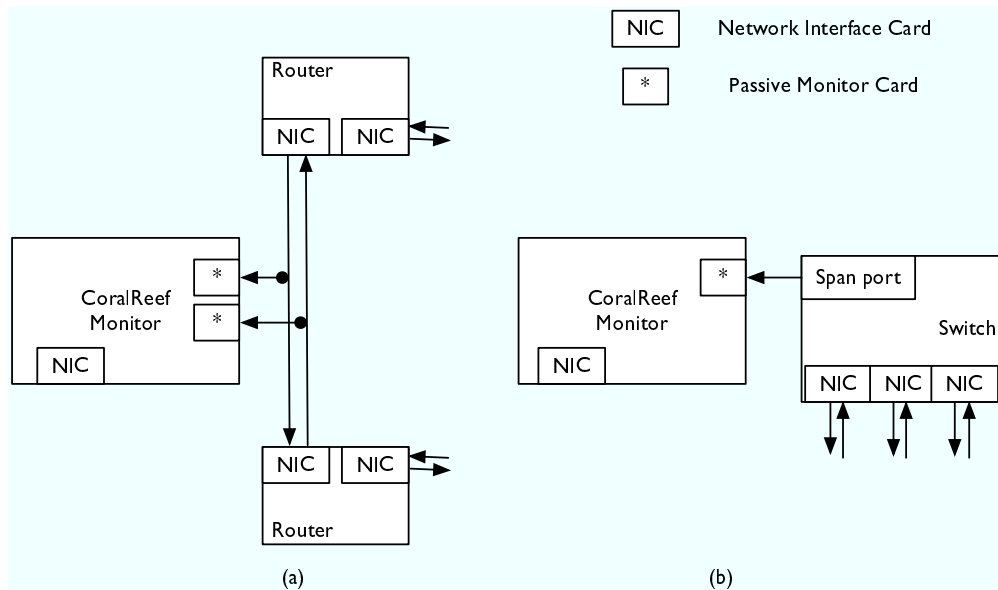 NIC Network Interface Card
* Passive Monitor Card
Router
NIC NIC
*
CoralReef
Monitor
*
NIC
NIC NIC
Router
(a)
*
Span port
CoralReef
Monitor
Switch
NIC
NIC NIC NIC
(b)